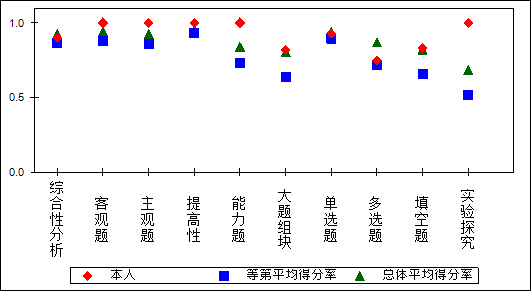 1.0
0.5
0.0
综合性分析
客观题
主观题
提高性
能力题
大题组块
单选题
多选题
填空题
实验探究
本人
等第平均得分率
总体平均得分率